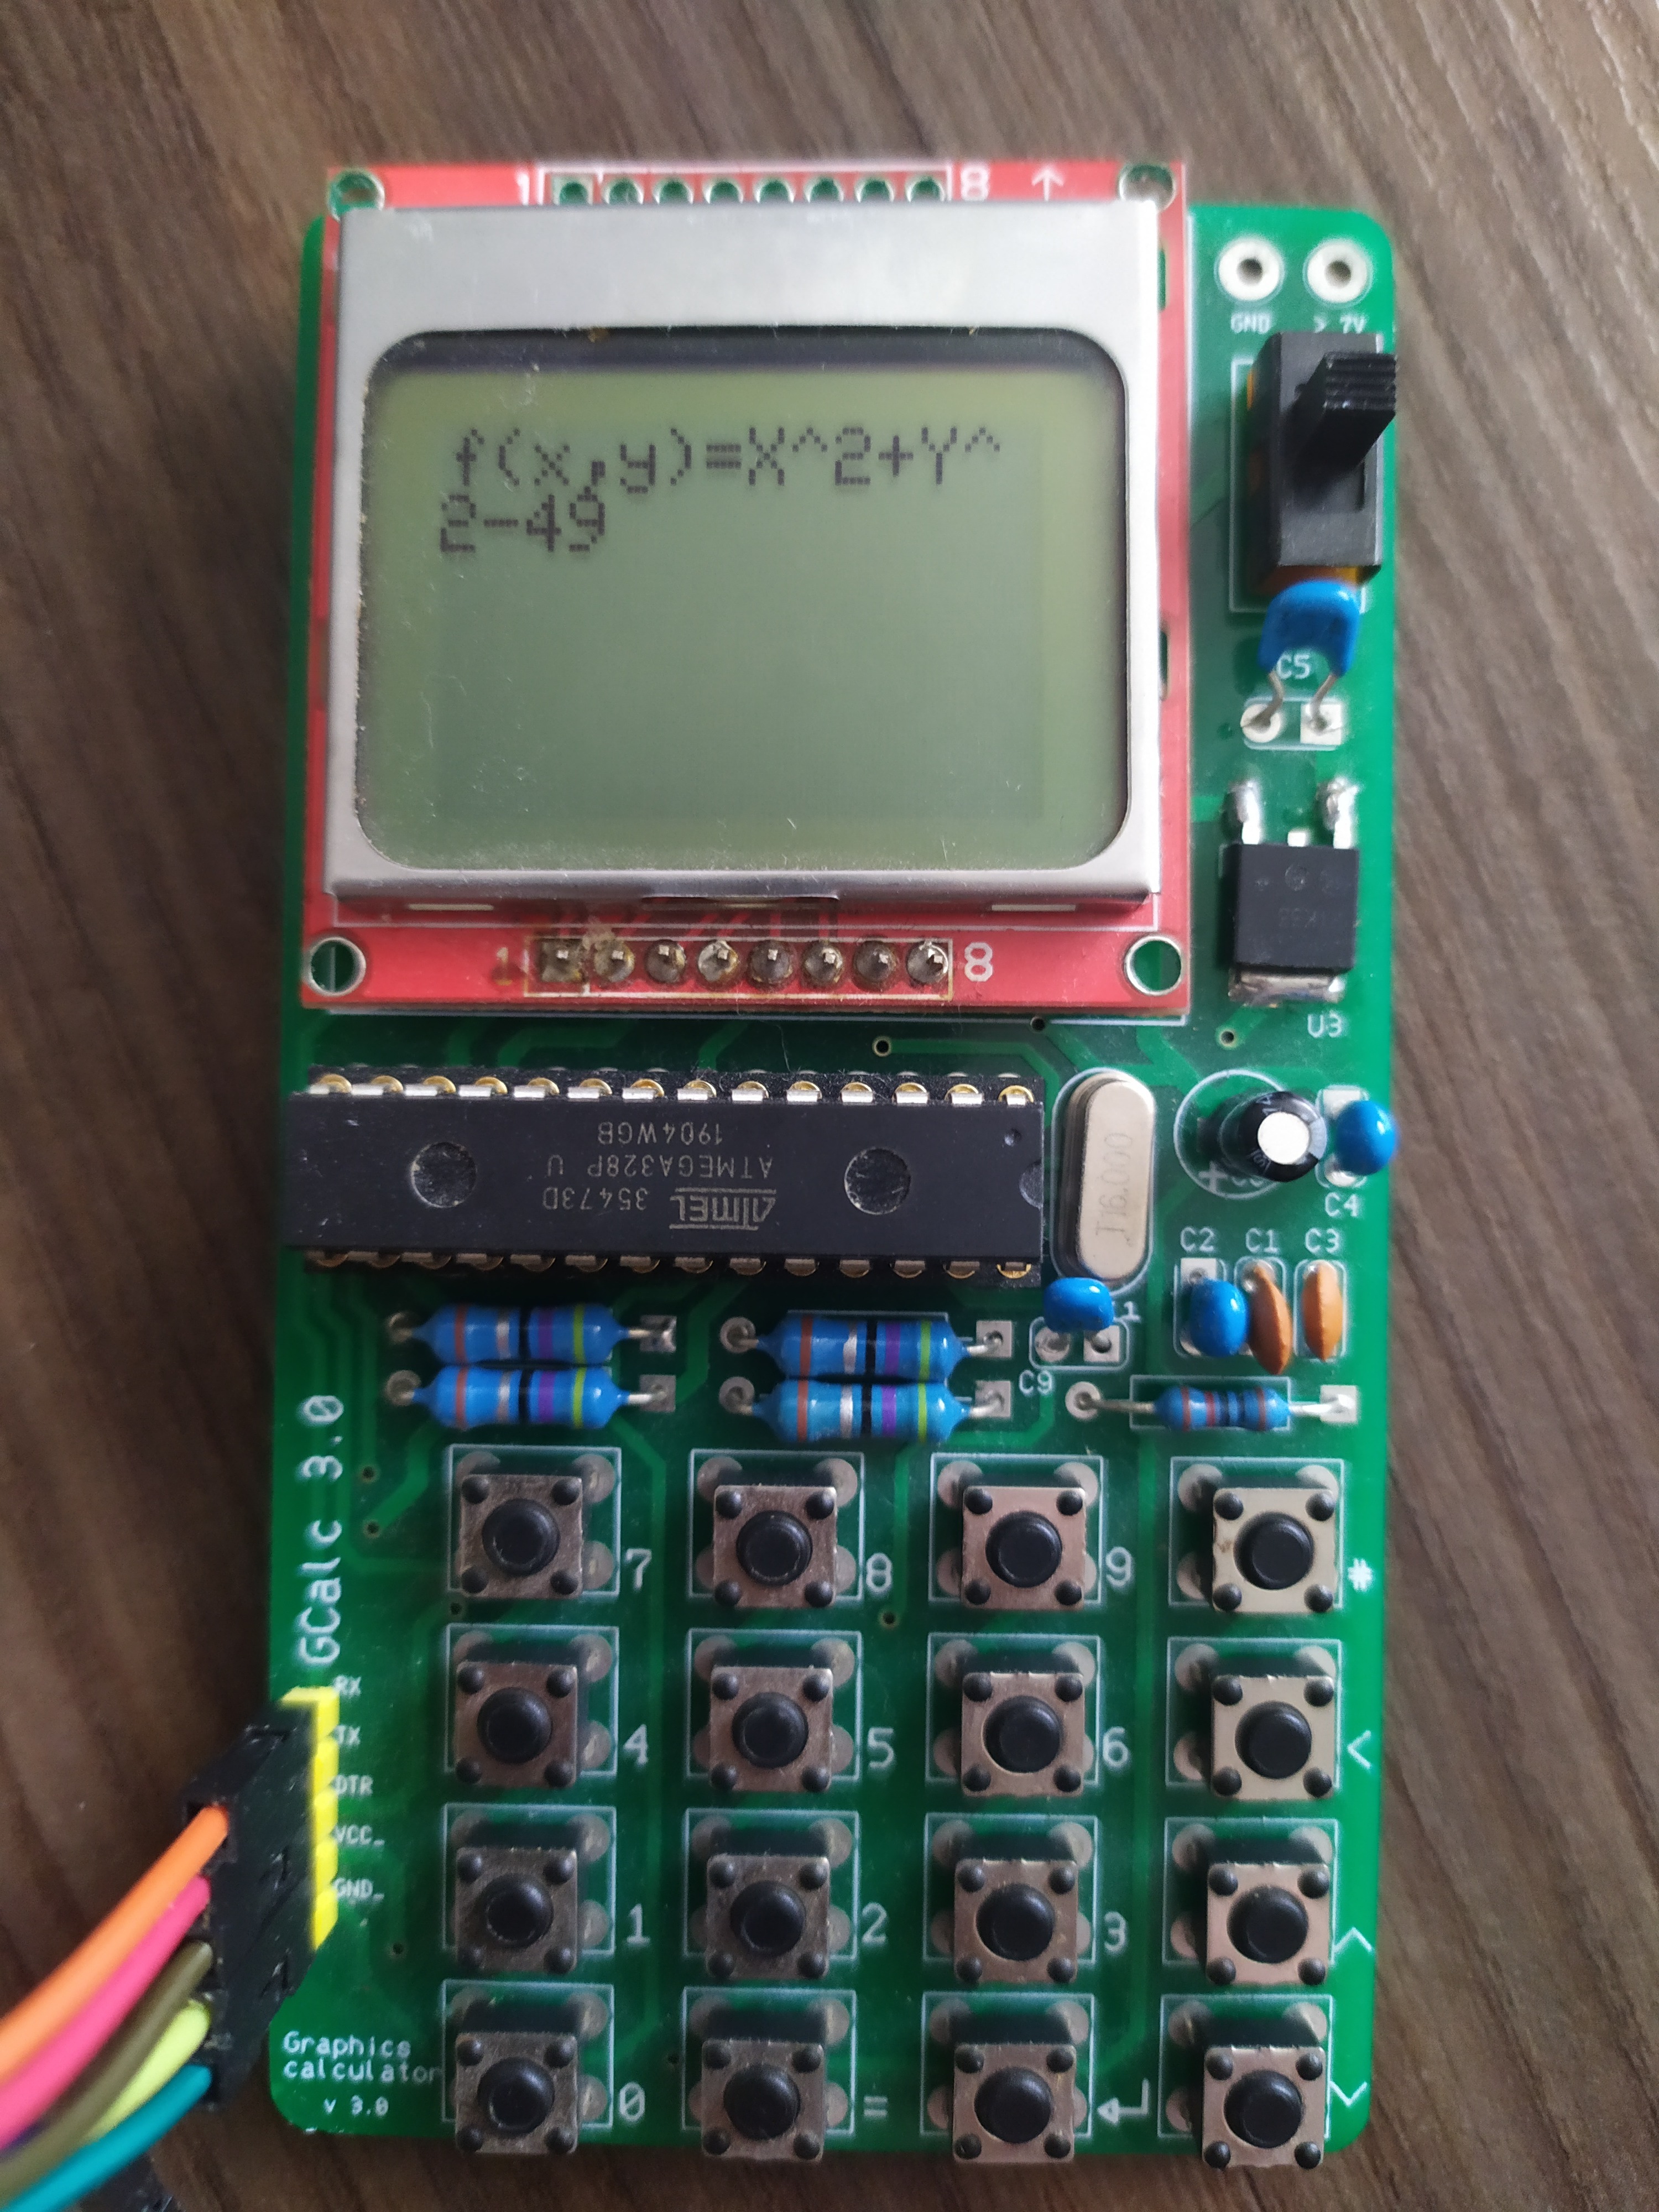 1 8 ↑
GND > 7V
f(x,y)=X^2+Y^
2-49
C5
1 8
U3
ATMEL 35473D
ATMEGA328P U
1904WGB
16.000
C4
C2 C1 C3
C9
GCalc 3.0
7 8 9 #
RX
TX
DTR
VCC_
GND_
4 5 6 <
1 2 3 ^
Graphics
calculator
v 3.0
0 = ↵ v